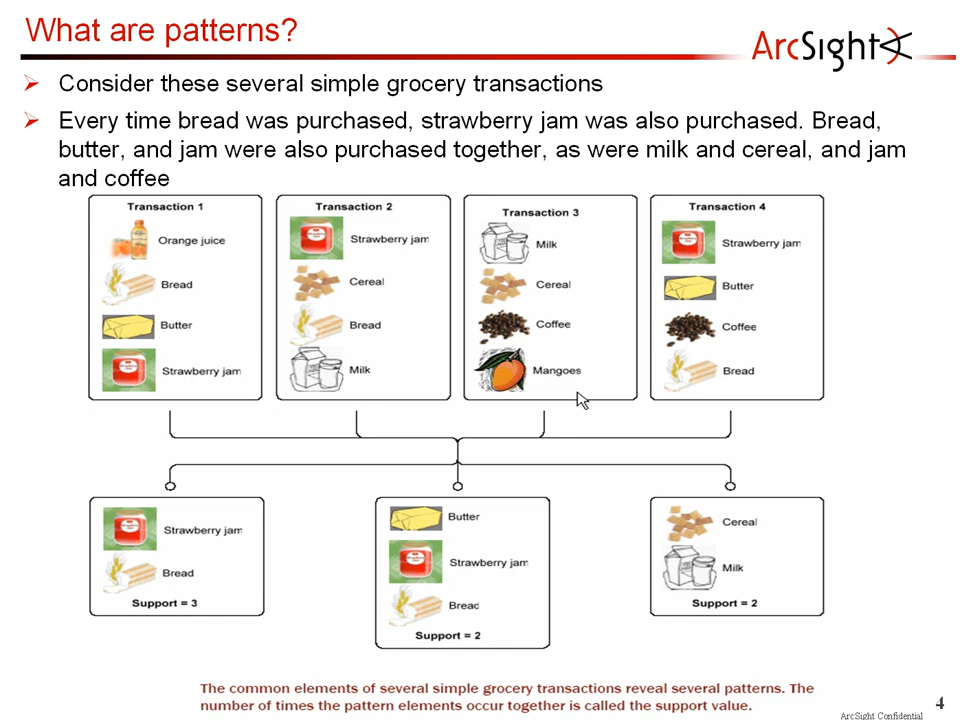 What are patterns?
ArcSight
Consider these several simple grocery transactions
Every time bread was purchased, strawberry jam was also purchased. Bread,
butter, and jam were also purchased together, as were milk and cereal, and jam
and coffee
Transaction 1
Orange juice
Bread
Butter
Strawberry jam
Transaction 2
Strawberry jam
Cereal
Bread
Milk
Transaction 3
Milk
Cereal
Coffee
Mangoes
Transaction 4
Strawberry jam
Butter
Coffee
Bread
Strawberry jam
Bread
Support = 3
Butter
Strawberry jam
Bread
Support = 2
Cereal
Milk
Support = 2
The common elements of several simple grocery transactions reveal several patterns. The
number of times the pattern elements occur together is called the support value.
4
ArcSight Confidential